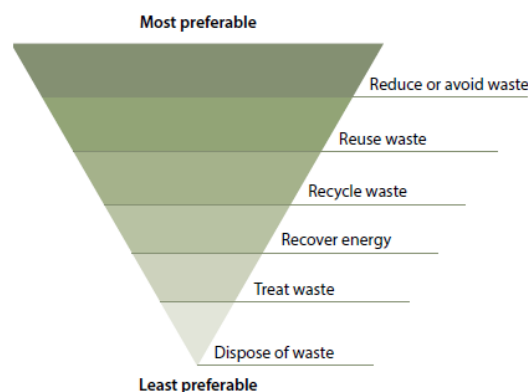 Most preferable
Reduce or avoid waste
Reuse waste
Recycle waste
Recover energy
Treat waste
Dispose of waste
Least preferable